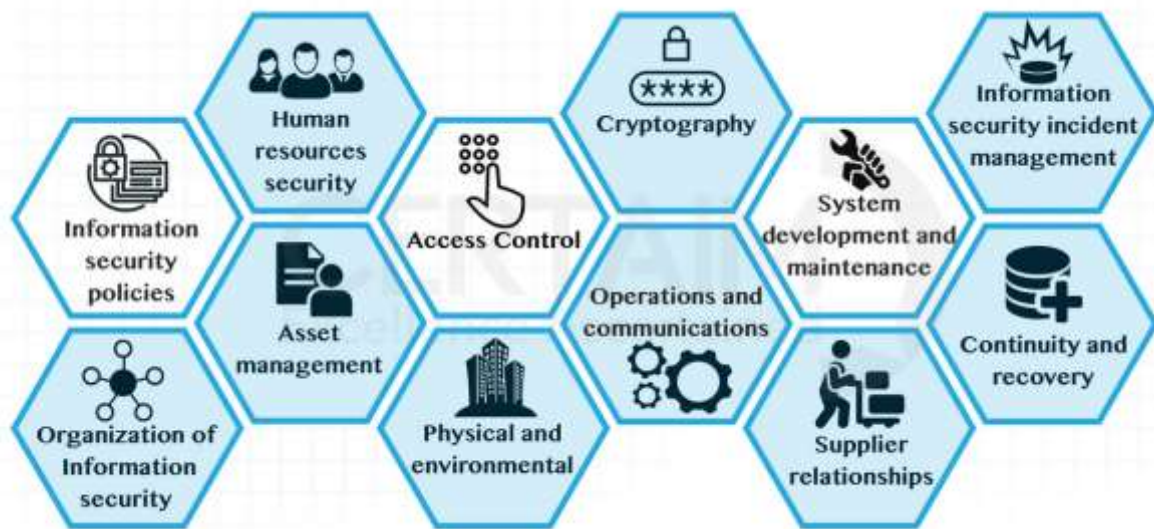 Information
security
policies
Organization of
Information
security
Human
resources
security
Asset
management
Access Control
Physical and
environmental
****
Cryptography
Operations and
communications
System
development and
maintenance
Supplier
relationships
Information
security incident
management
Continuity and
recovery